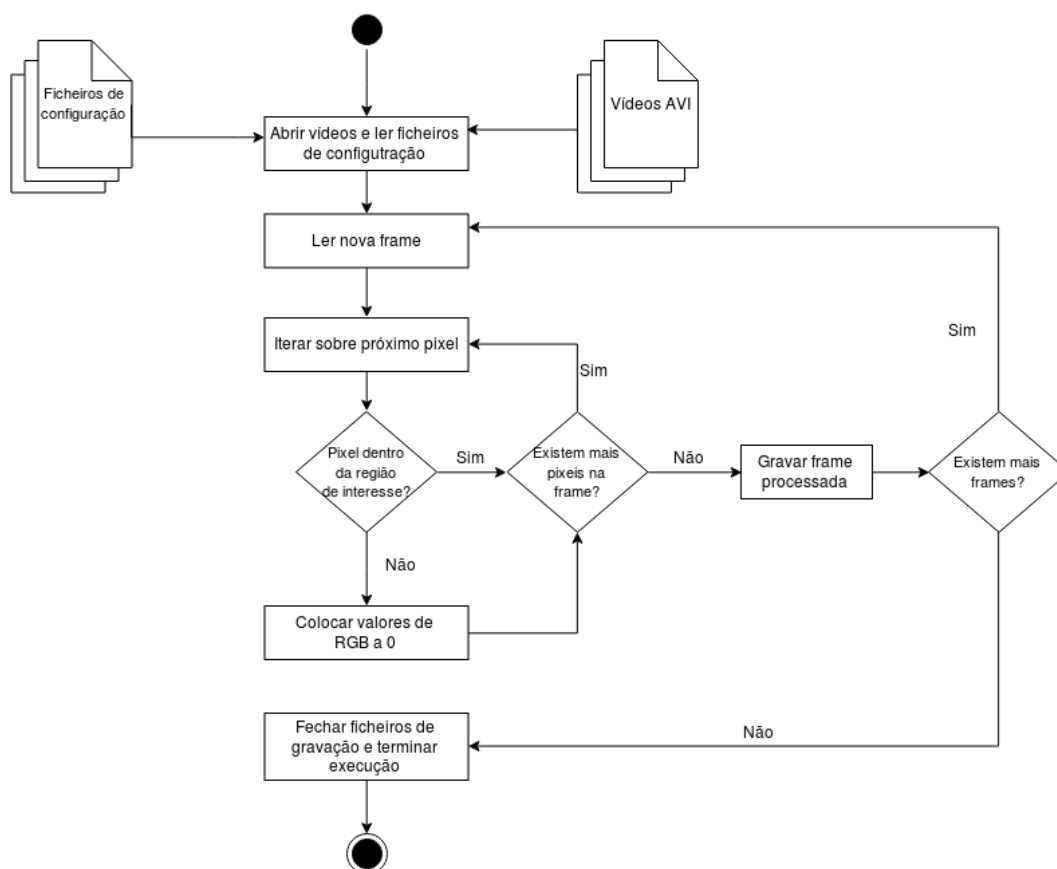 Ficheiros de
configuração
Vídeos AVI
Abrir vídeos e ler ficheiros
de configutração
Ler nova frame
Sim
Iterar sobre próximo pixel
Sim
Pixel dentro
da região
de interesse?
Sim
Existem mais
pixeis na
frame?
Não
Gravar frame
processada
Existem mais
frames?
Não
Colocar valores de
RGB a 0
Fechar ficheiros de
gravação e terminar
execução
Não